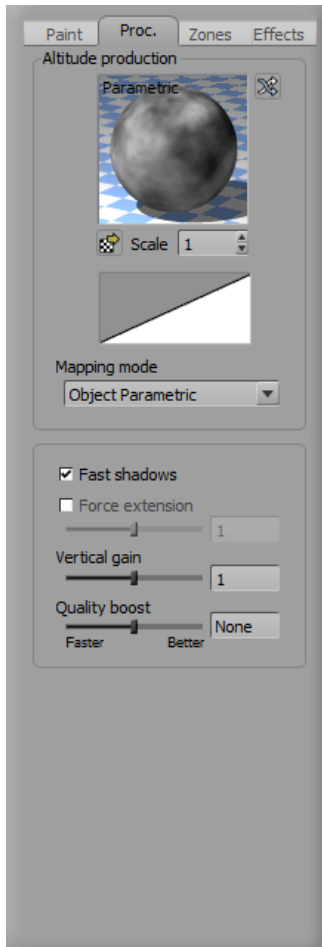 Paint Proc. Zones Effects
Altitude production
Parametric
Scale 1
Mapping mode
Object Parametric
Fast shadows
Force extension
1
Vertical gain
1
Quality boost
None
Faster Better